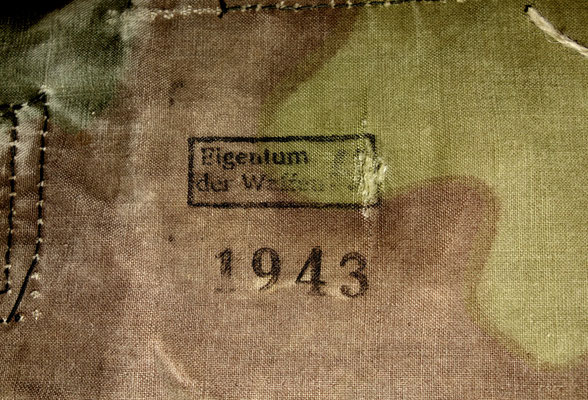 Eigentum
der Waffen
1943